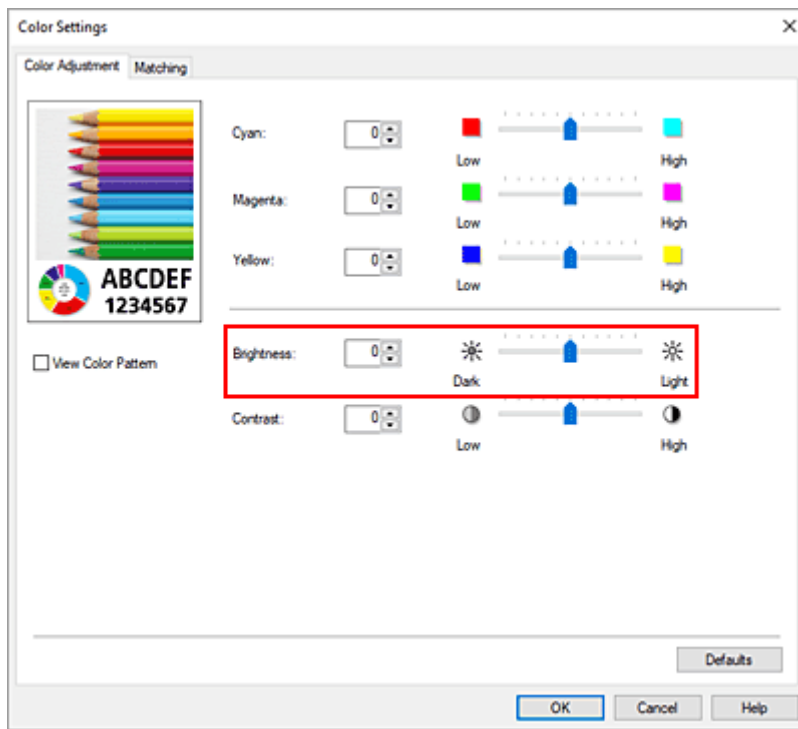 Color Settings
Color Adjustment Matching
Cyan: 0
Low High
Magenta: 0
Low High
Yellow: 0
Low High
ABCDEF
1234567
View Color Pattern
Brightness: 0
Dark Light
Contrast: 0
Low High
Defaults
OK Cancel Help